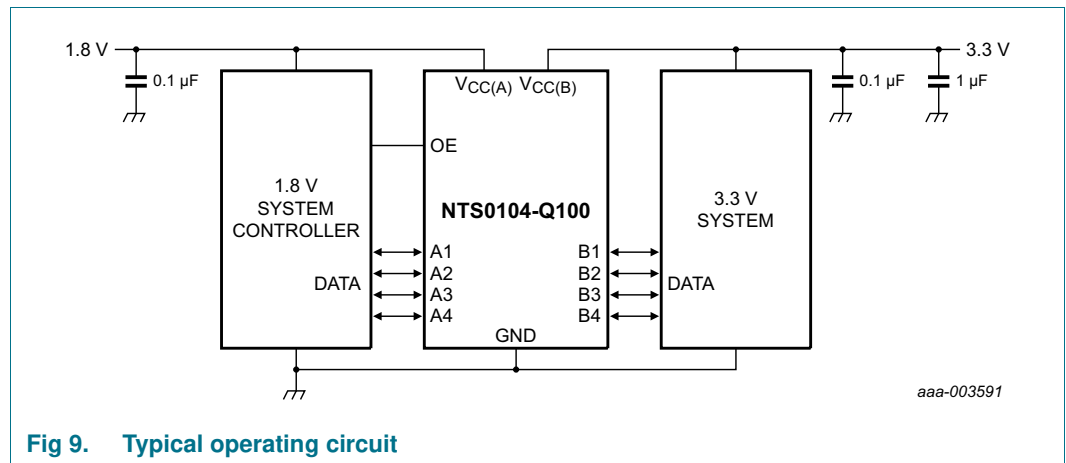 1.8 V
3.3 V
0.1 µF
VCC(A) VCC(B)
0.1 µF
1 µF
OE
1.8 V
SYSTEM
CONTROLLER
DATA
NTS0104-Q100
A1
A2
A3
A4
B1
B2
B3
B4
GND
3.3 V
SYSTEM
DATA
aaa-003591
Fig 9. Typical operating circuit